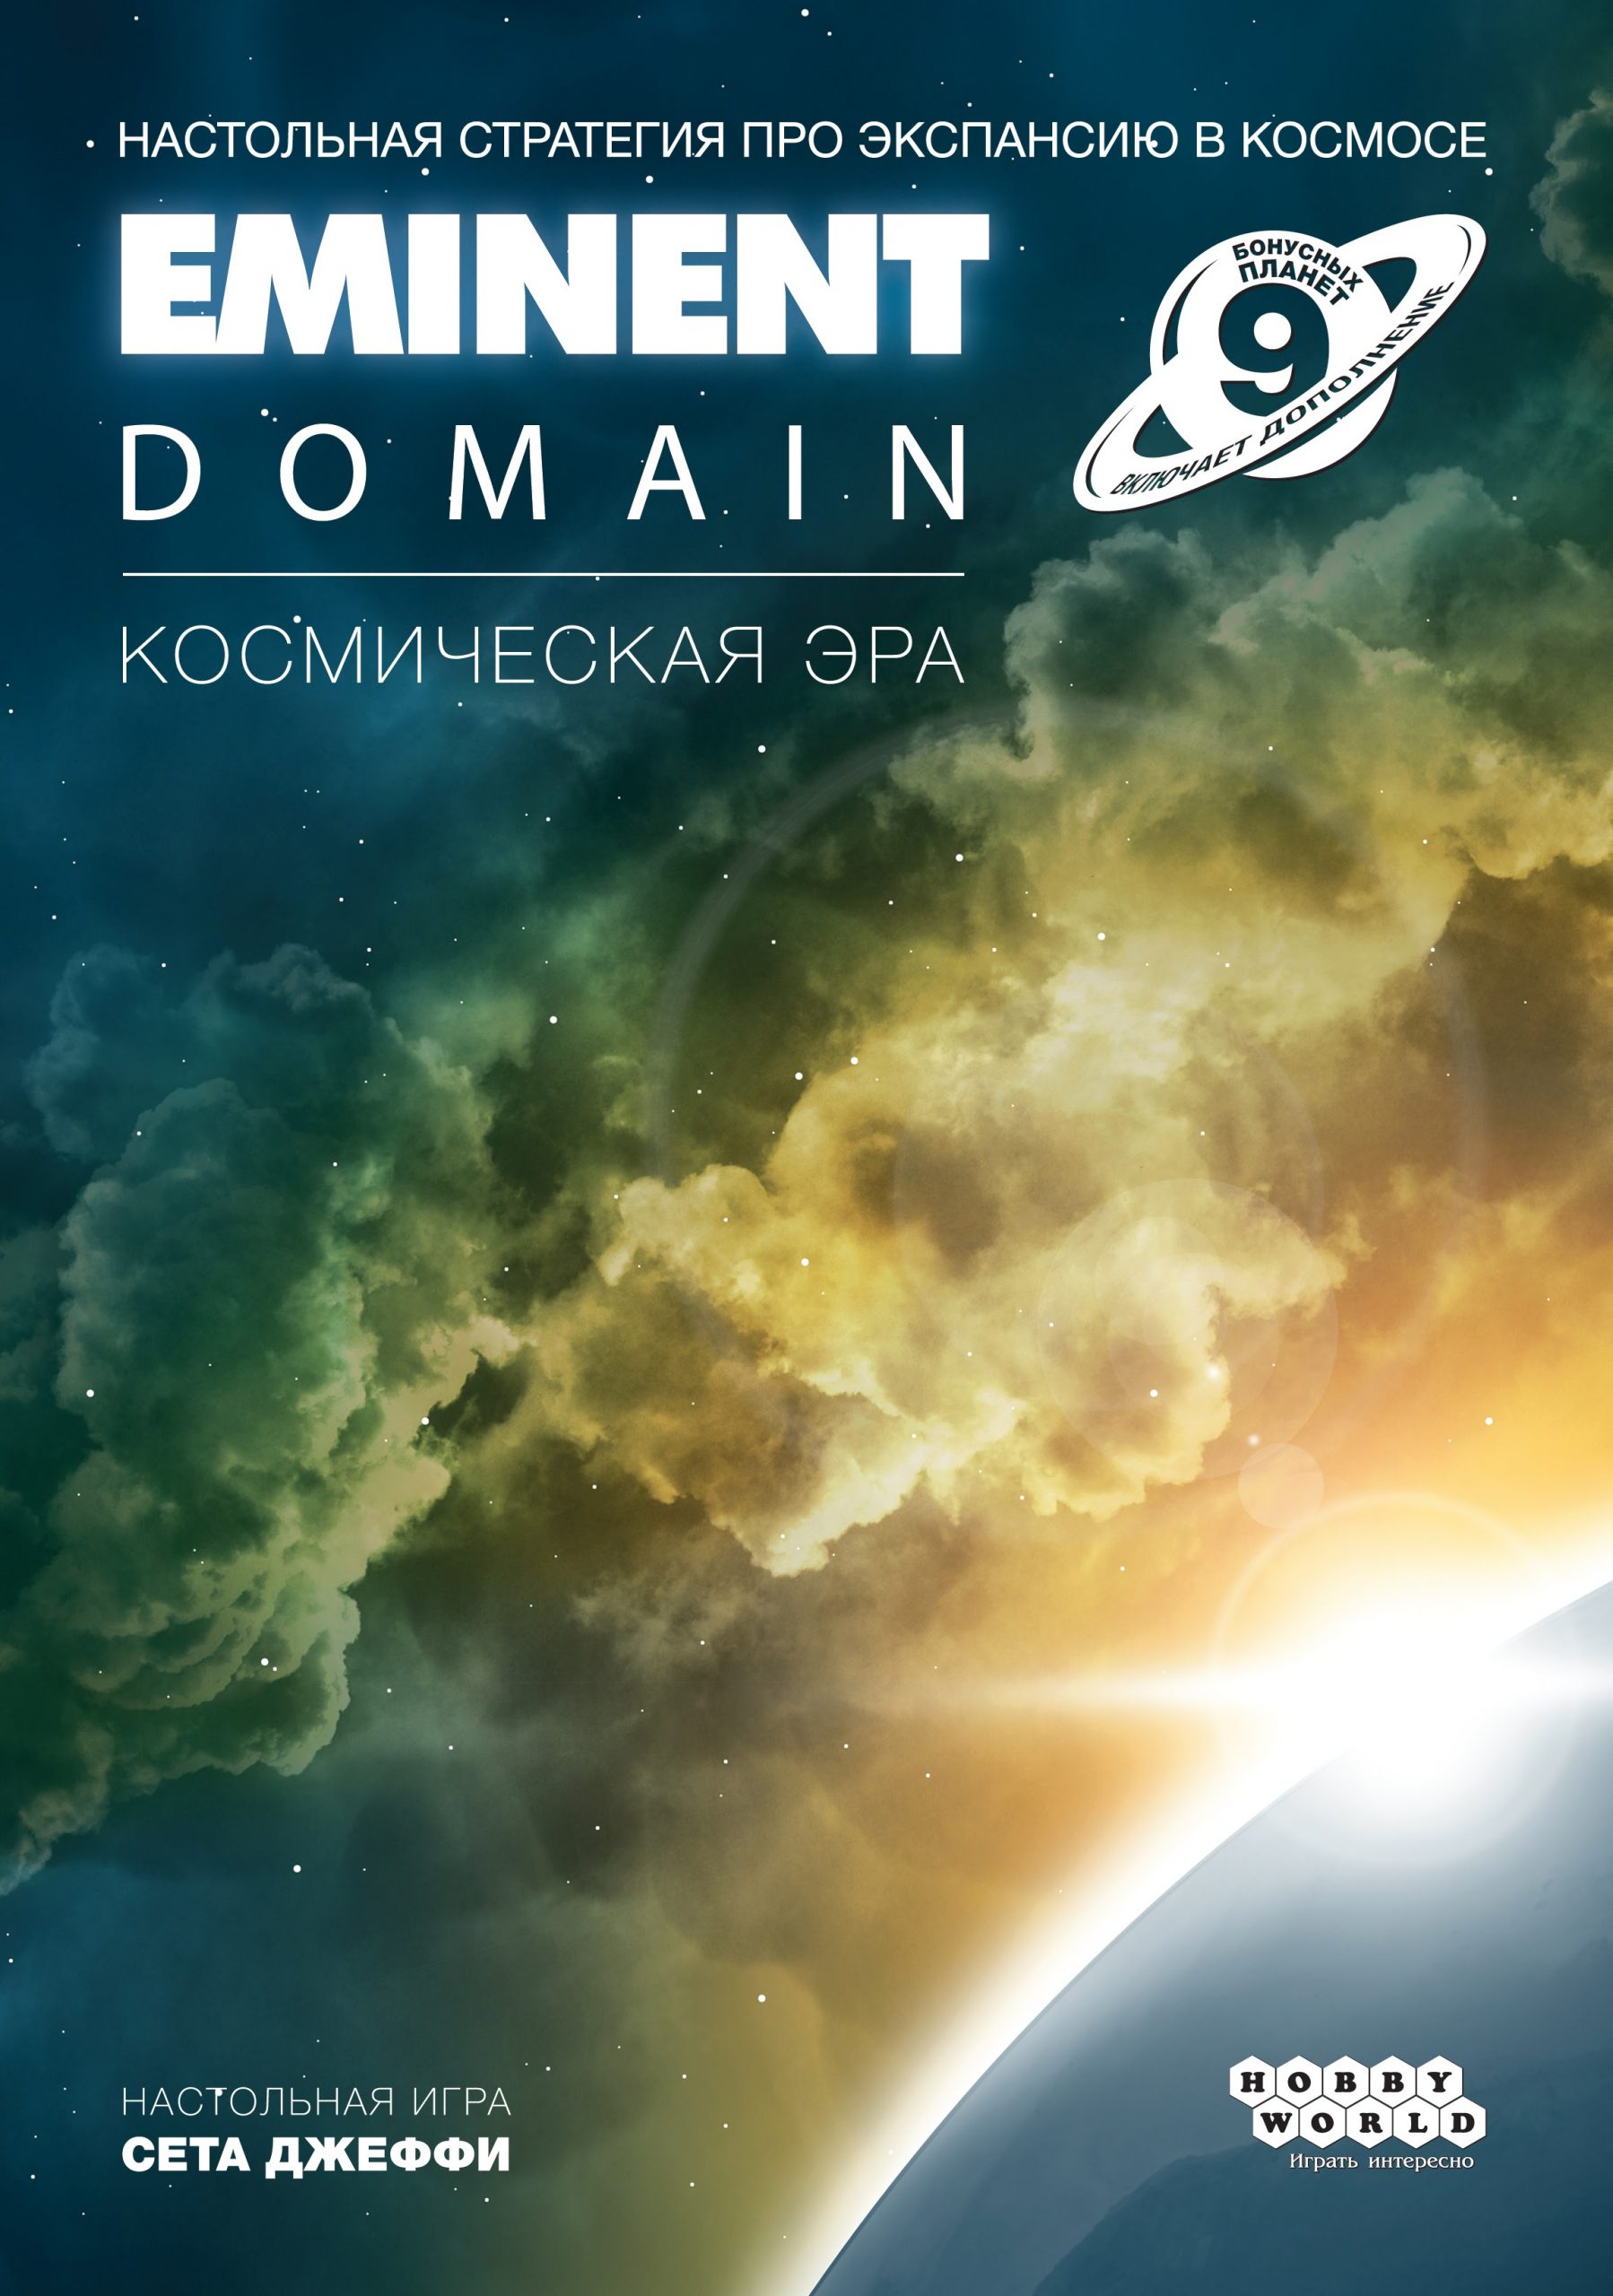 НАСТОЛЬНАЯ СТРАТЕГИЯ ПРО ЭКСПАНСИЮ В КОСМОСЕ
EMINENT
DOMAIN
КОСМИЧЕСКАЯ ЭРА
БОНУСНЫХ
ПЛАНЕТ
9
ВКЛЮЧАЕТ ДОПОЛНЕНИЕ
НАСТОЛЬНАЯ ИГРА
СЕТА ДЖЕФФИ
HOBBY
WORLD
Играть интересно